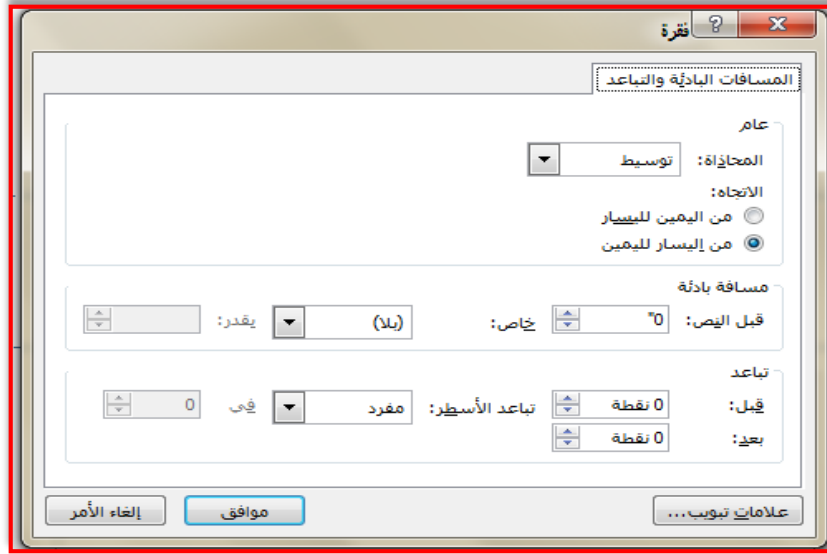 فقرة
المسافات البادئة والتباعد
عام
المحاذاة: توسيط
الاتجاه:
من اليمين لليسار
من إليسار لليمين
مسافة بادئة
قبل النص: 0" خاص: (بلا) يقدر:
تباعد
قبل: 0 نقطة تباعد الأسطر: مفرد في 0
بعد: 0 نقطة
علامات تبويب... موافق إلغاء الأمر